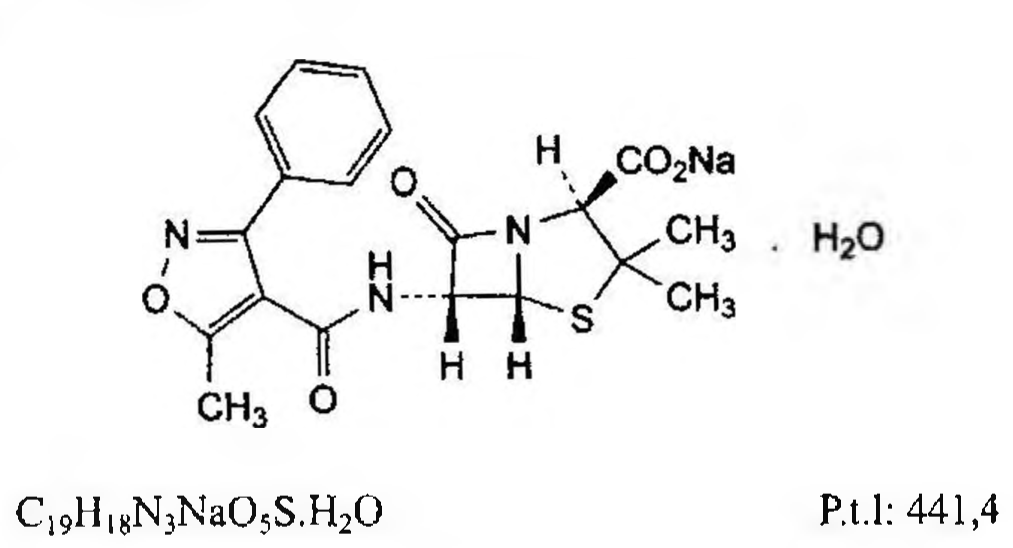 H
CO₂Na
O
N
CH₃
. H₂O
N
H
N
O
CH₃
S
H
H
O
CH₃
C₁₉H₁₈N₃NaO₅S.H₂O
P.t.l: 441,4